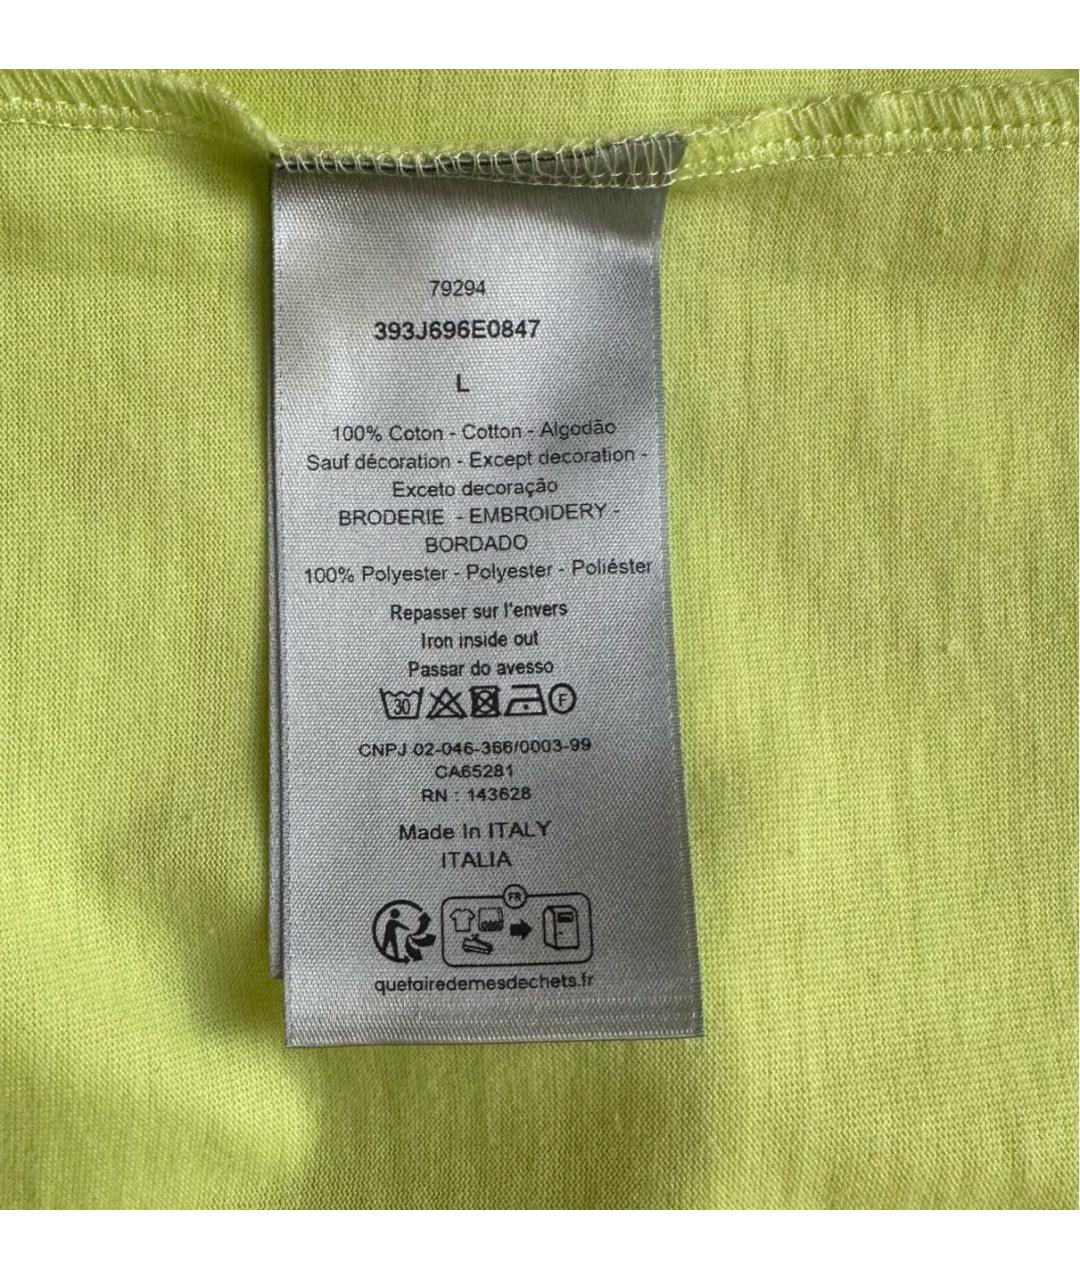 79294
393J696E0847
L
100% Coton - Cotton - Algodão
Sauf décoration - Except decoration -
Exceto decoração
BRODERIE - EMBROIDERY -
BORDADO
100% Polyester - Polyester - Poliéster
Repasser sur l'envers
Iron inside out
Passar do avesso
30 F
CNPJ 02-046-366/0003-99
CA65281
RN : 143628
Made In ITALY
ITALIA
FR
quefairedemesdechets.fr